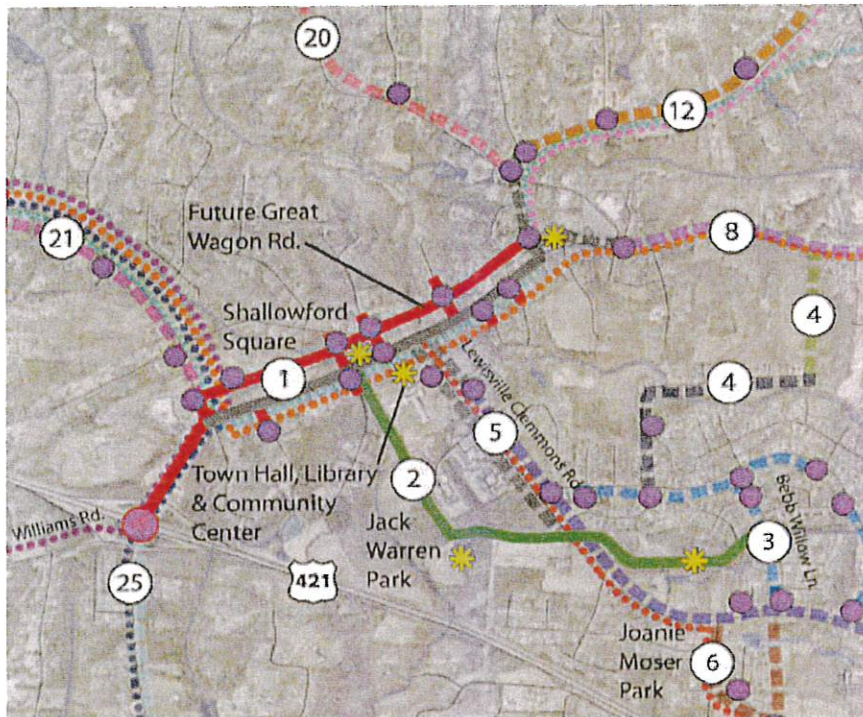 20
12
Future Great
Wagon Rd.
21
8
Shallowford
Square
4
1
4
Lewisville Clemmons Rd.
5
Town Hall, Library
& Community
Center
2
Jack
Warren
Park
Bebb Willow Ln.
3
Williams Rd.
25
421
Joanie
Moser
Park
6